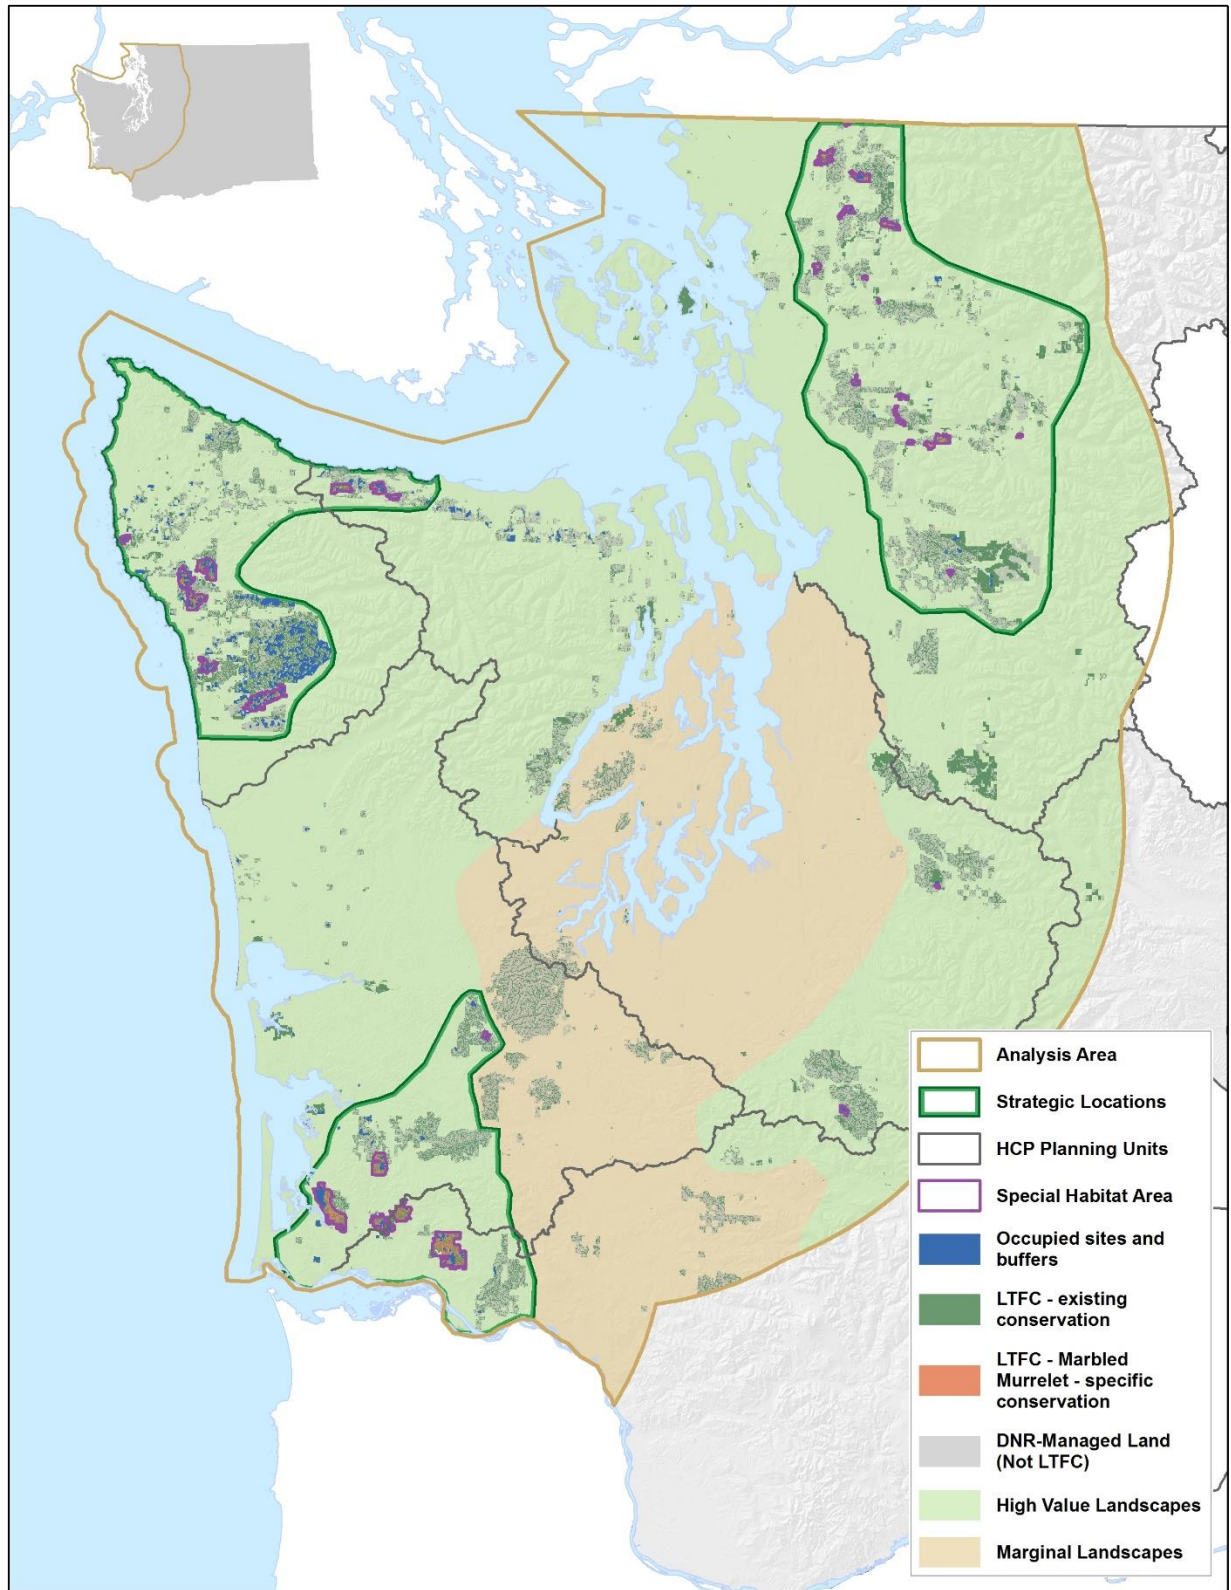 Analysis Area
Strategic Locations
HCP Planning Units
Special Habitat Area
Occupied sites and
buffers
LTFC - existing
conservation
LTFC - Marbled
Murrelet - specific
conservation
DNR-Managed Land
(Not LTFC)
High Value Landscapes
Marginal Landscapes